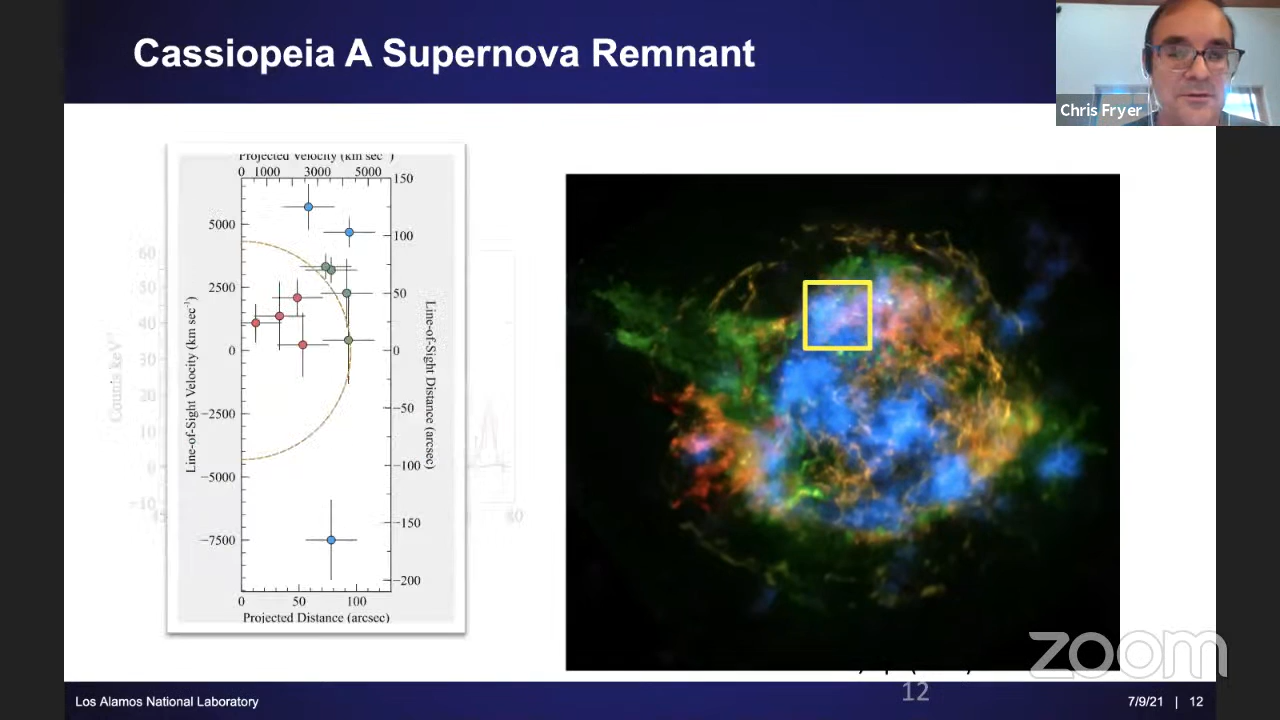 Cassiopeia A Supernova Remnant
Chris Fryer
Projected Velocity (km sec )
0 1000 3000 5000
150
5000
100
2500
50
0
0
−2500
−50
−5000
−100
−150
−7500
−200
0 50 100
Projected Distance (arcsec)
Line-of-Sight Velocity (km sec⁻¹)
Line-of-Sight Distance (arcsec)
60
50
40
30
20
10
0
−10
Counts keV⁻¹
80
zoom
12
Los Alamos National Laboratory
7/9/21 | 12